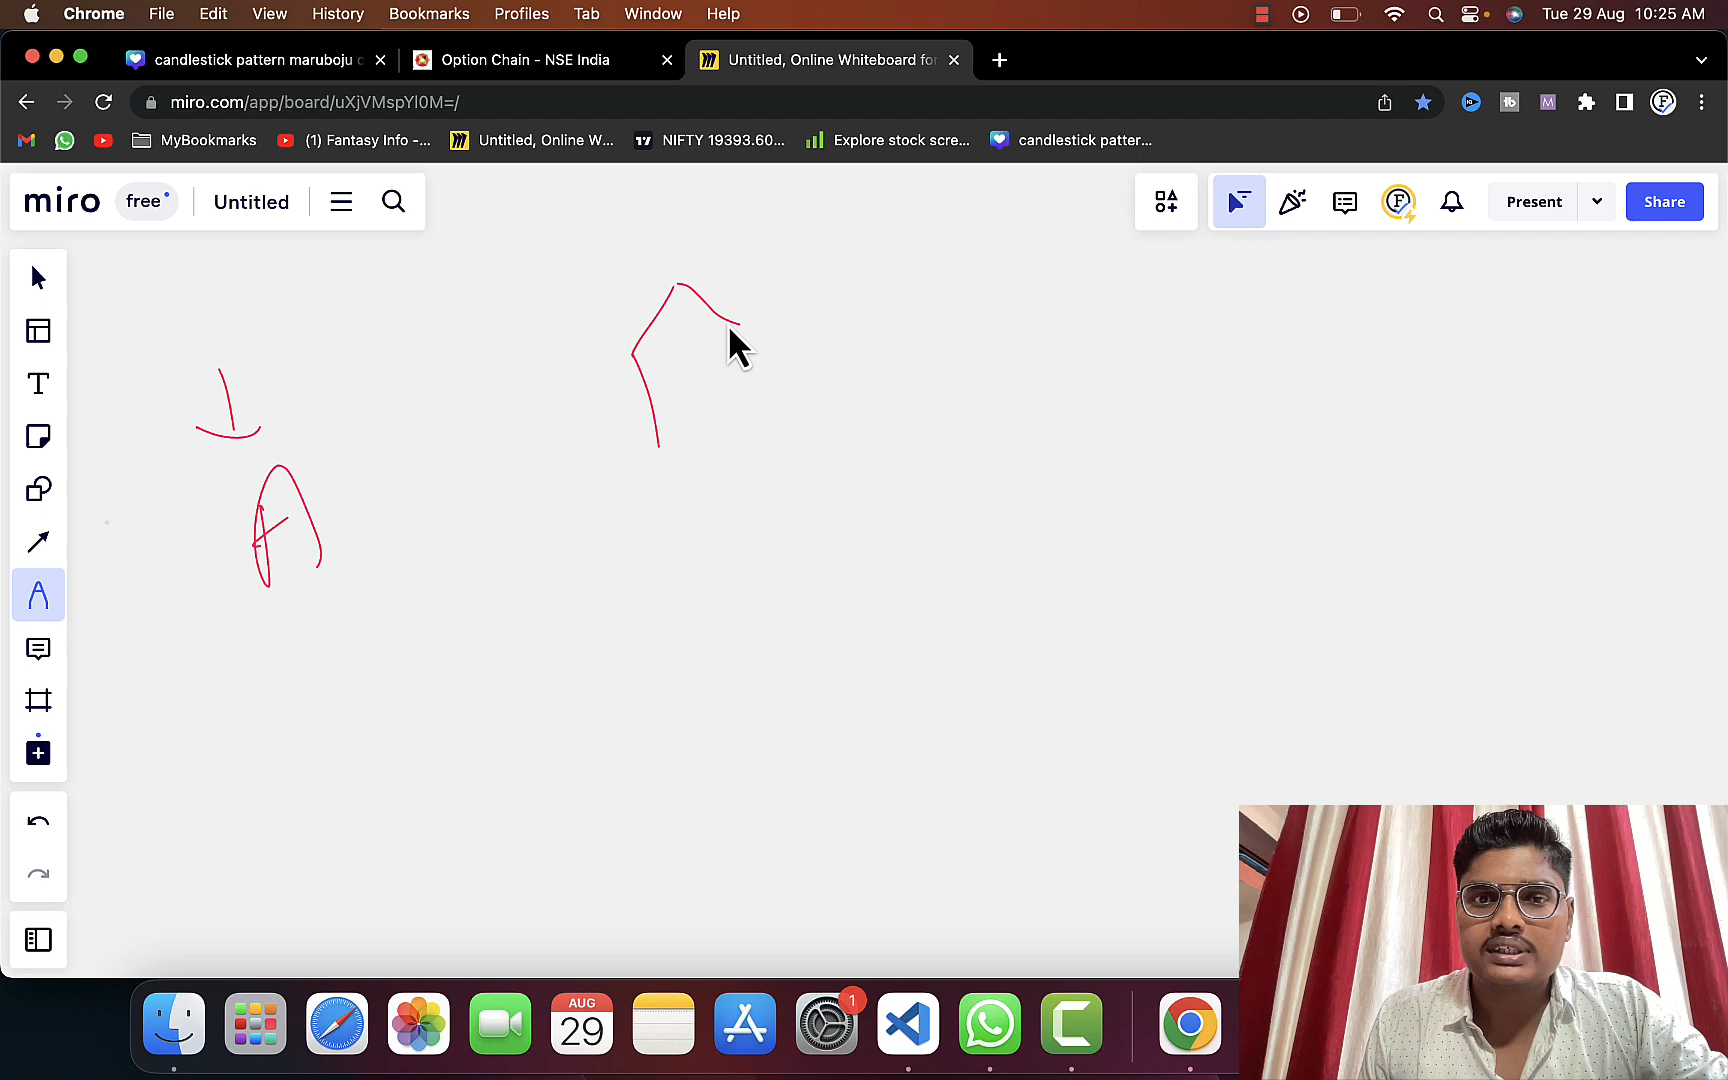 Chrome File Edit View History Bookmarks Profiles Tab Window Help Tue 29 Aug 10:25 AM
candlestick pattern maruboju c Option Chain - NSE India Untitled, Online Whiteboard for
miro.com/app/board/uXjVMspYI0M=/
MyBookmarks (1) Fantasy Info -... Untitled, Online W... NIFTY 19393.60... Explore stock scre... candlestick patter...
miro free Untitled Present Share
1
A
AUG
29
1